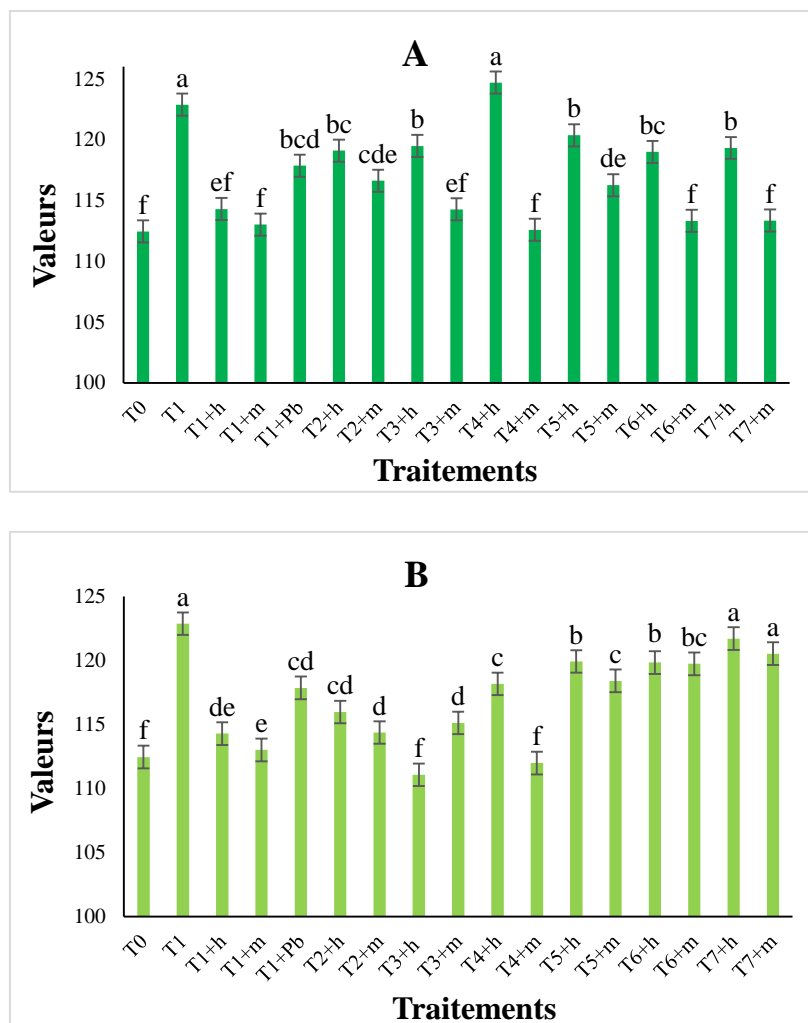 A
125
120
115
110
105
100
Valeurs
f a ef f bcd bc cde b ef a f b de bc f b f
T0 T1 T1+h T1+m T1+Pb T2+h T2+m T3+h T3+m T4+h T4+m T5+h T5+m T6+h T6+m T7+h T7+m
Traitements
B
125
120
115
110
105
100
Valeurs
f a de e cd cd d f d c f b c b bc a a
T0 T1 T1+h T1+m T1+Pb T2+h T2+m T3+h T3+m T4+h T4+m T5+h T5+m T6+h T6+m T7+h T7+m
Traitements